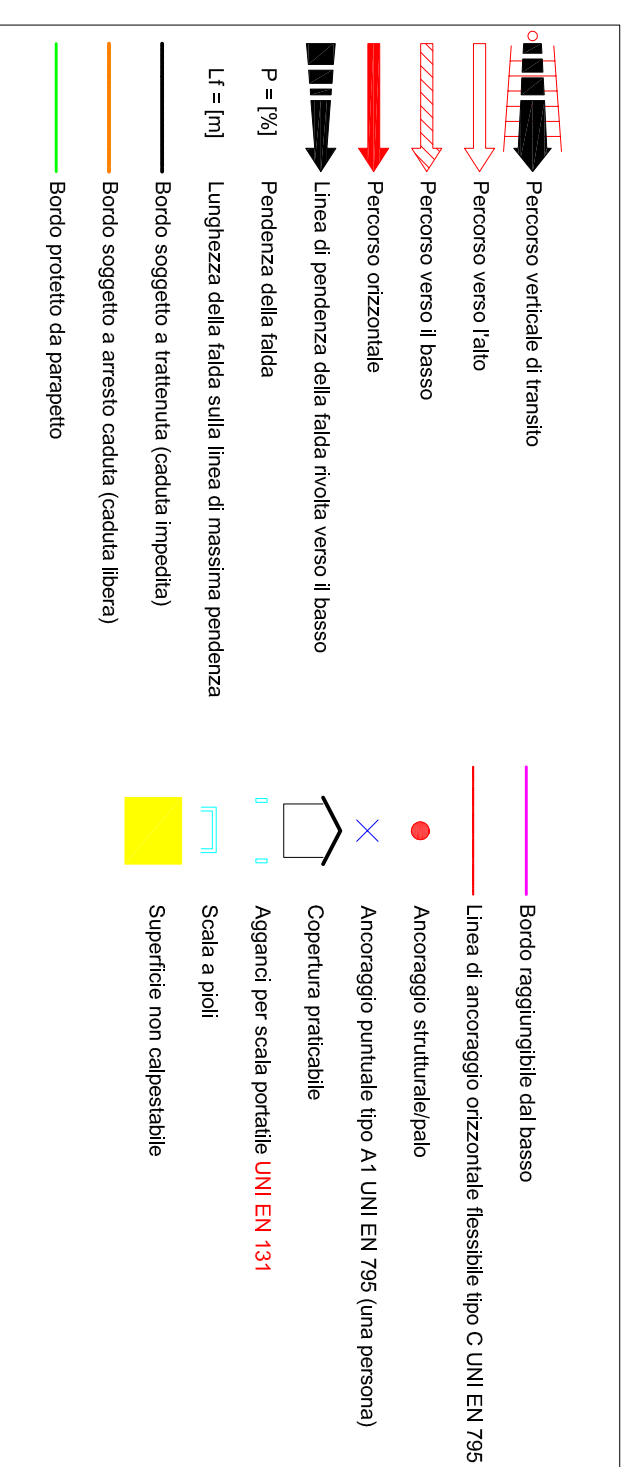 Percorso verticale di transito
Percorso verso l'alto
Percorso verso il basso
Percorso orizzontale
Linea di pendenza della falda rivolta verso il basso
P = [%] Pendenza della falda
Lf = [m] Lunghezza della falda sulla linea di massima pendenza
Bordo soggetto a trattenuta (caduta impedita)
Bordo soggetto a arresto caduta (caduta libera)
Bordo protetto da parapetto
Bordo raggiungibile dal basso
Linea di ancoraggio orizzontale flessibile tipo C UNI EN 795
Ancoraggio strutturale/palo
Ancoraggio puntuale tipo A1 UNI EN 795 (una persona)
Copertura praticabile
Agganci per scala portatile UNI EN 131
Scala a pioli
Superficie non calpestabile